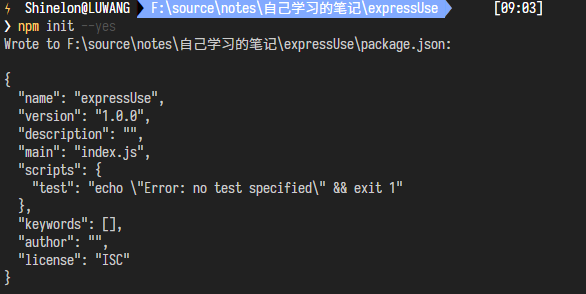 Shinelon@LUWANG F:\source\notes\自己学习的笔记\expressUse [09:03]
❯ npm init --yes
Wrote to F:\source\notes\自己学习的笔记\expressUse\package.json:
{
  "name": "expressUse",
  "version": "1.0.0",
  "description": "",
  "main": "index.js",
  "scripts": {
    "test": "echo \"Error: no test specified\" && exit 1"
  },
  "keywords": [],
  "author": "",
  "license": "ISC"
}